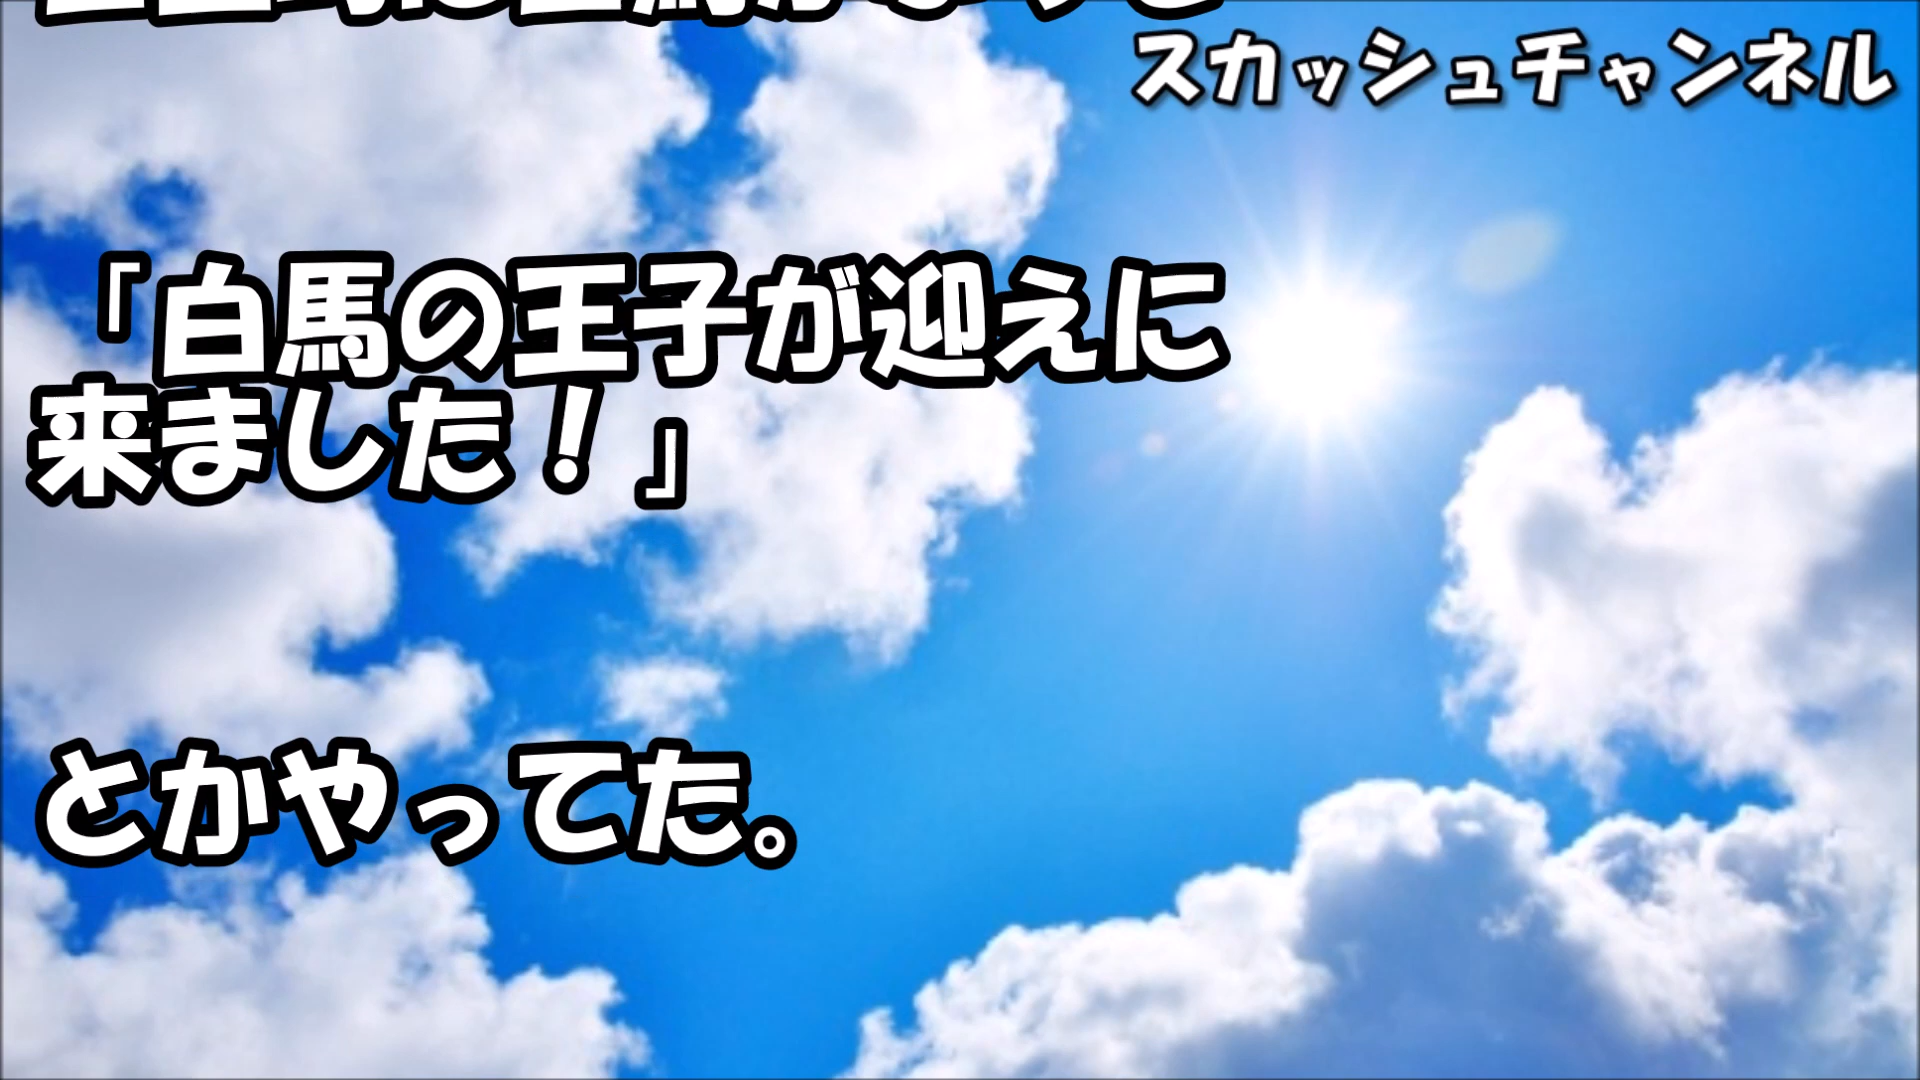 スカッシュチャンネル
『白馬の王子が迎えに
来ました！』
とかやってた。